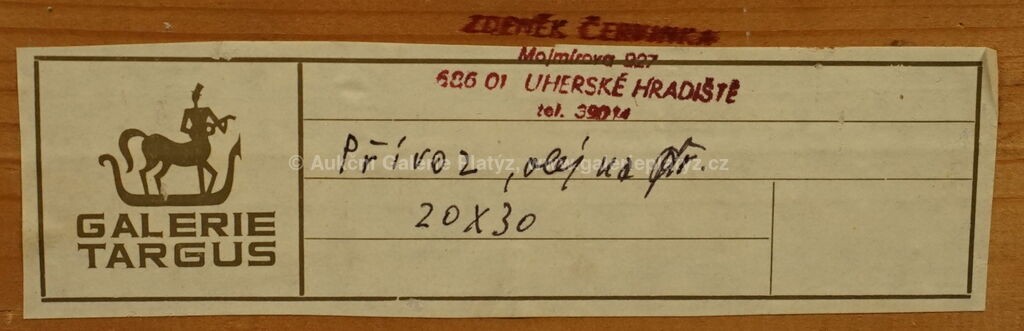 ZDENĚK ČERVINKA
Mojmírova 997
686 01 UHERSKÉ HRADIŠTĚ
tel. 39014
Přívoz, olej na př.
© Aukční Galerie Platýz, www.galerieplatyz.cz
20X30
GALERIE
TARGUS